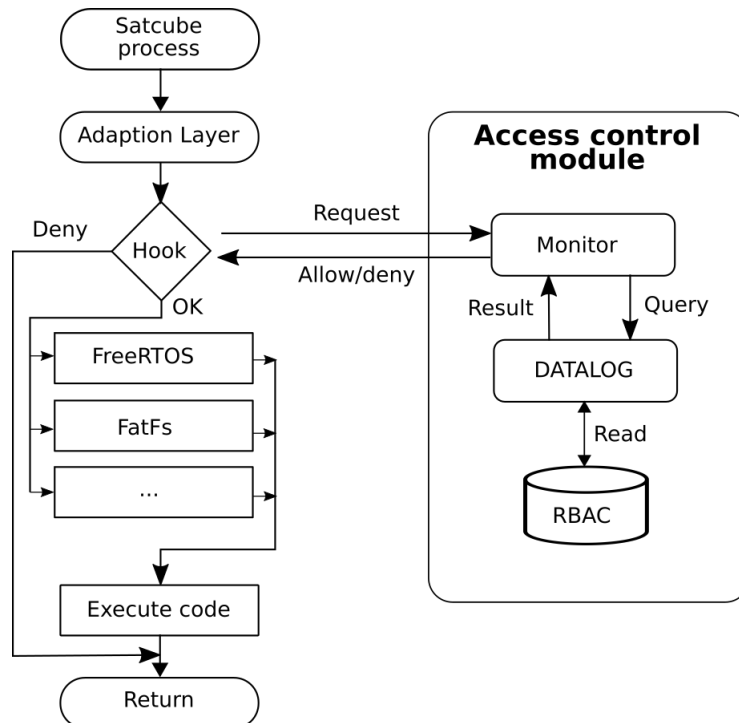 Satcube
process
Adaption Layer
Deny
Hook
OK
FreeRTOS
FatFs
...
Execute code
Return
Request
Allow/deny
Access control
module
Monitor
Result
Query
DATALOG
Read
RBAC